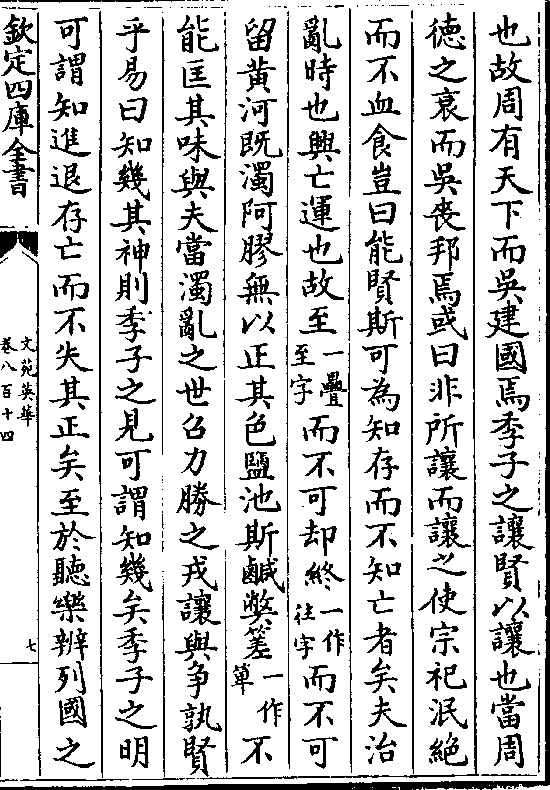 也故周有天下而吳建國焉季子之讓賢以讓也當周
德之衰而吳喪邦焉或曰非所讓而讓之使宗祀泯絶
而不血食豈曰能賢斯可為知存而不知亡者矣夫治
亂時也興亡運也故至一疊至字而不可却終一作往字而不可
留黄河既濁阿膠無以正其色鹽池斯鹹弊䇠一作簞不
能匡其味與夫當濁亂之世召力勝之戎讓與争孰賢
乎易曰知幾其神則季子之見可謂知幾矣季子之明
可謂知進退存亡而不失其正矣至於聽樂辨列國之
欽定四庫全書
文苑英華
卷八百十四
七